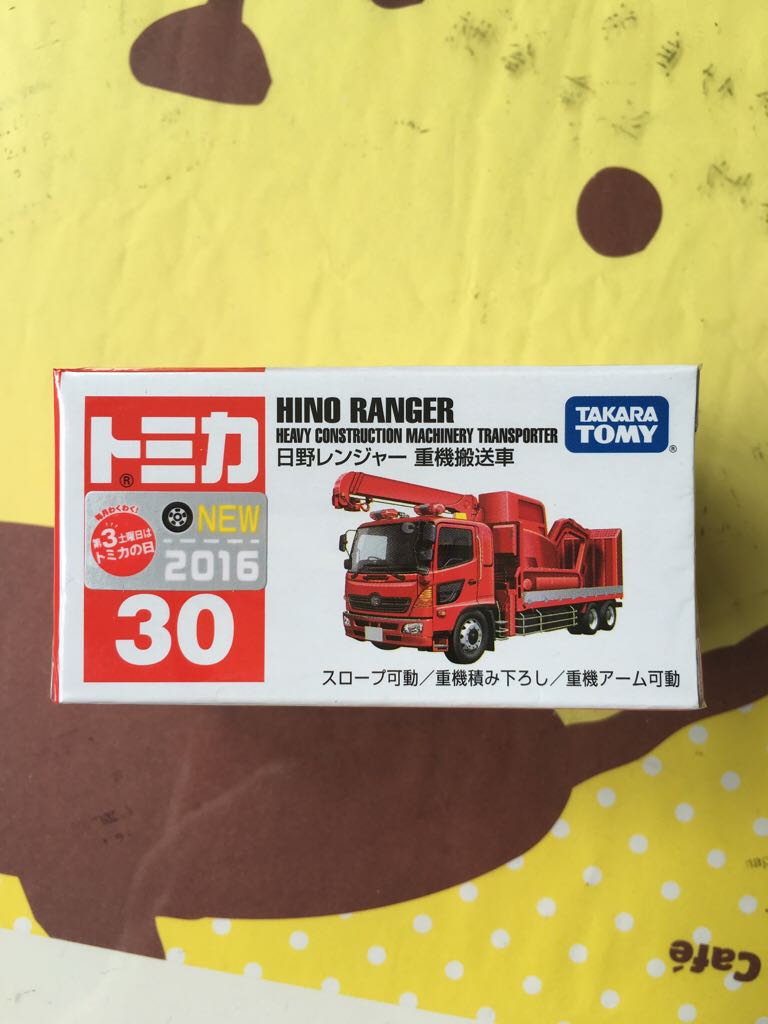 トミカ
®
毎月わくわく!
第3土曜日は
トミカの日
NEW
2016
30
HINO RANGER
HEAVY CONSTRUCTION MACHINERY TRANSPORTER
日野レンジャー 重機搬送車
TAKARA
TOMY
®
スロープ可動／重機積み下ろし／重機アーム可動
Café